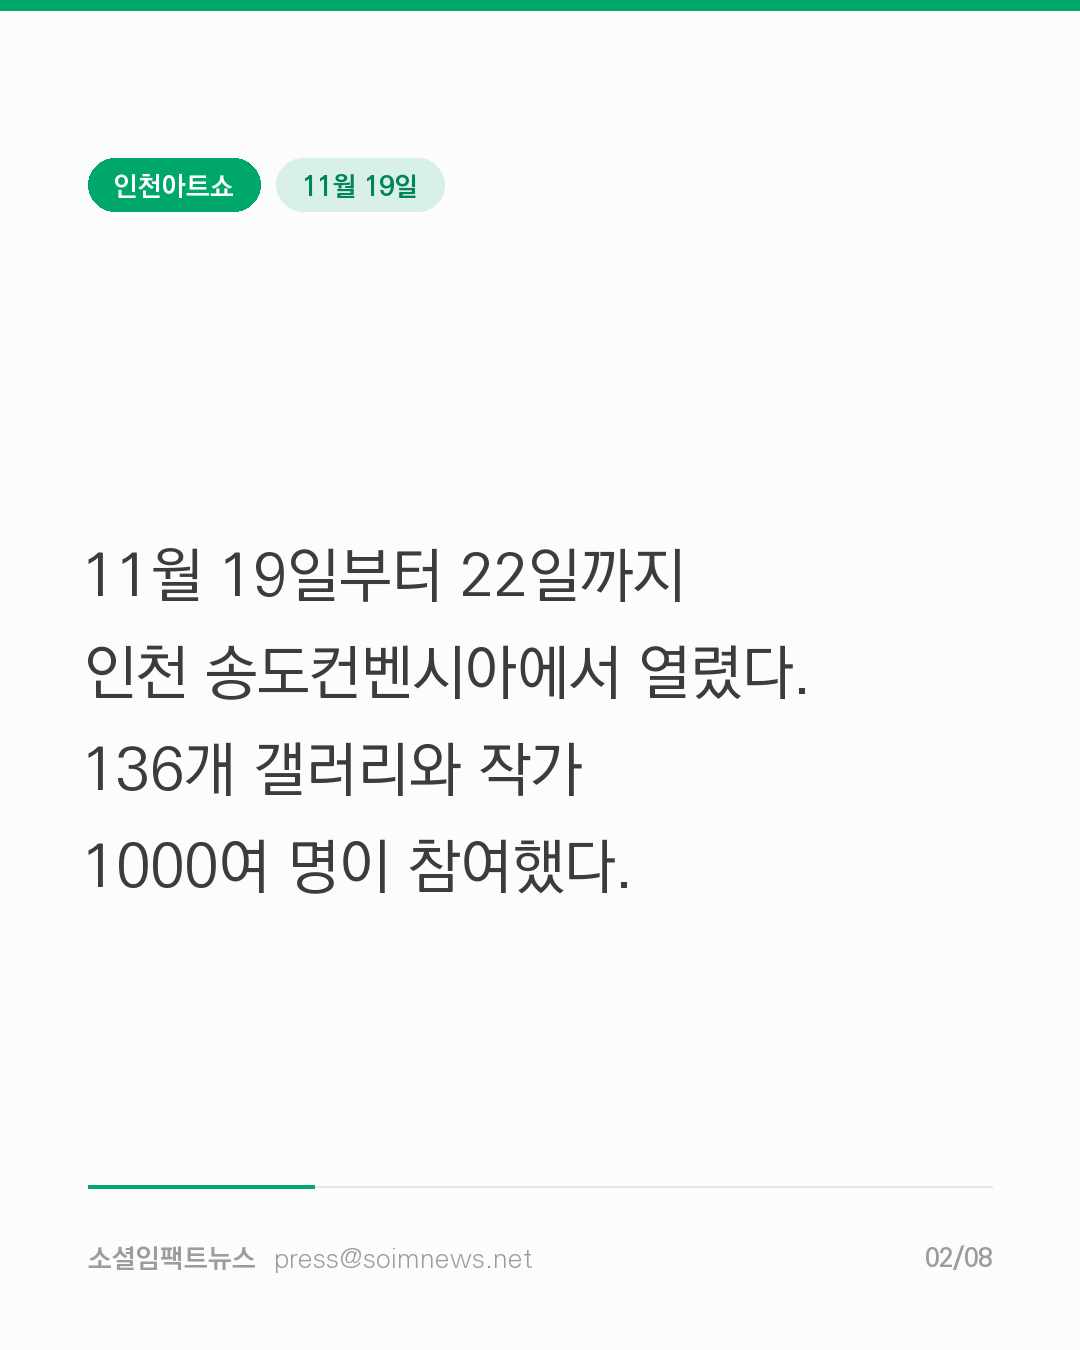 인천아트쇼 11월 19일
11월 19일부터 22일까지
인천 송도컨벤시아에서 열렸다.
136개 갤러리와 작가
1000여 명이 참여했다.
소셜임팩트뉴스 press@soimnews.net 02/08